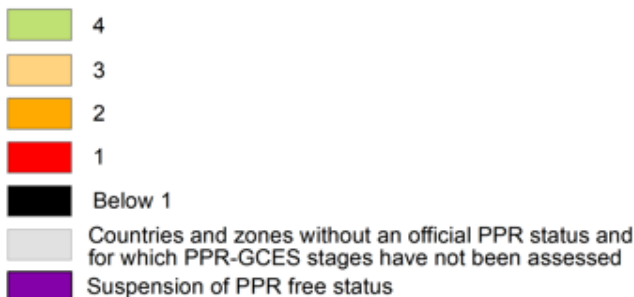 4
3
2
1
Below 1
Countries and zones without an official PPR status and
for which PPR-GCES stages have not been assessed
Suspension of PPR free status